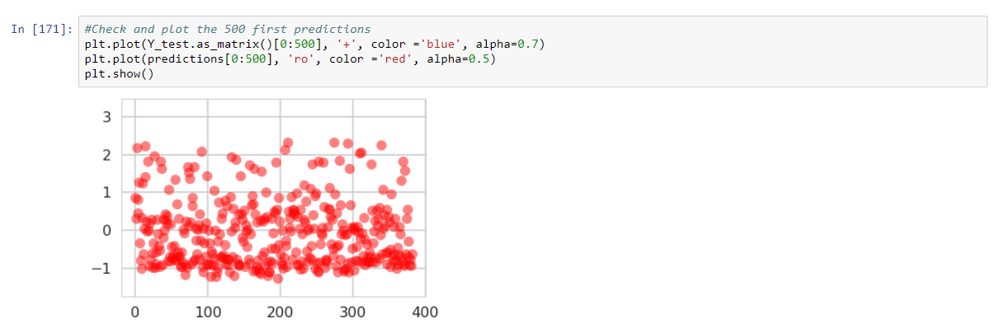 In [171]: #Check and plot the 500 first predictions
plt.plot(Y_test.as_matrix()[0:500], '+', color ='blue', alpha=0.7)
plt.plot(predictions[0:500], 'ro', color ='red', alpha=0.5)
plt.show()
3
2
1
0
−1
0 100 200 300 400